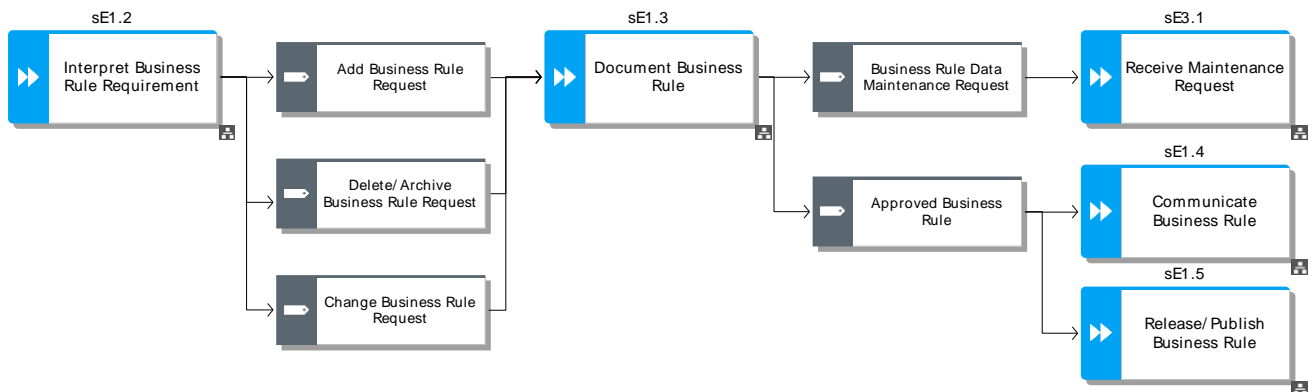 sE1.2
Interpret Business
Rule Requirement
Add Business Rule
Request
Delete/Archive
Business Rule Request
Change Business Rule
Request
sE1.3
Document Business
Rule
Business Rule Data
Maintenance Request
Approved Business
Rule
sE3.1
Receive Maintenance
Request
sE1.4
Communicate
Business Rule
sE1.5
Release/Publish
Business Rule